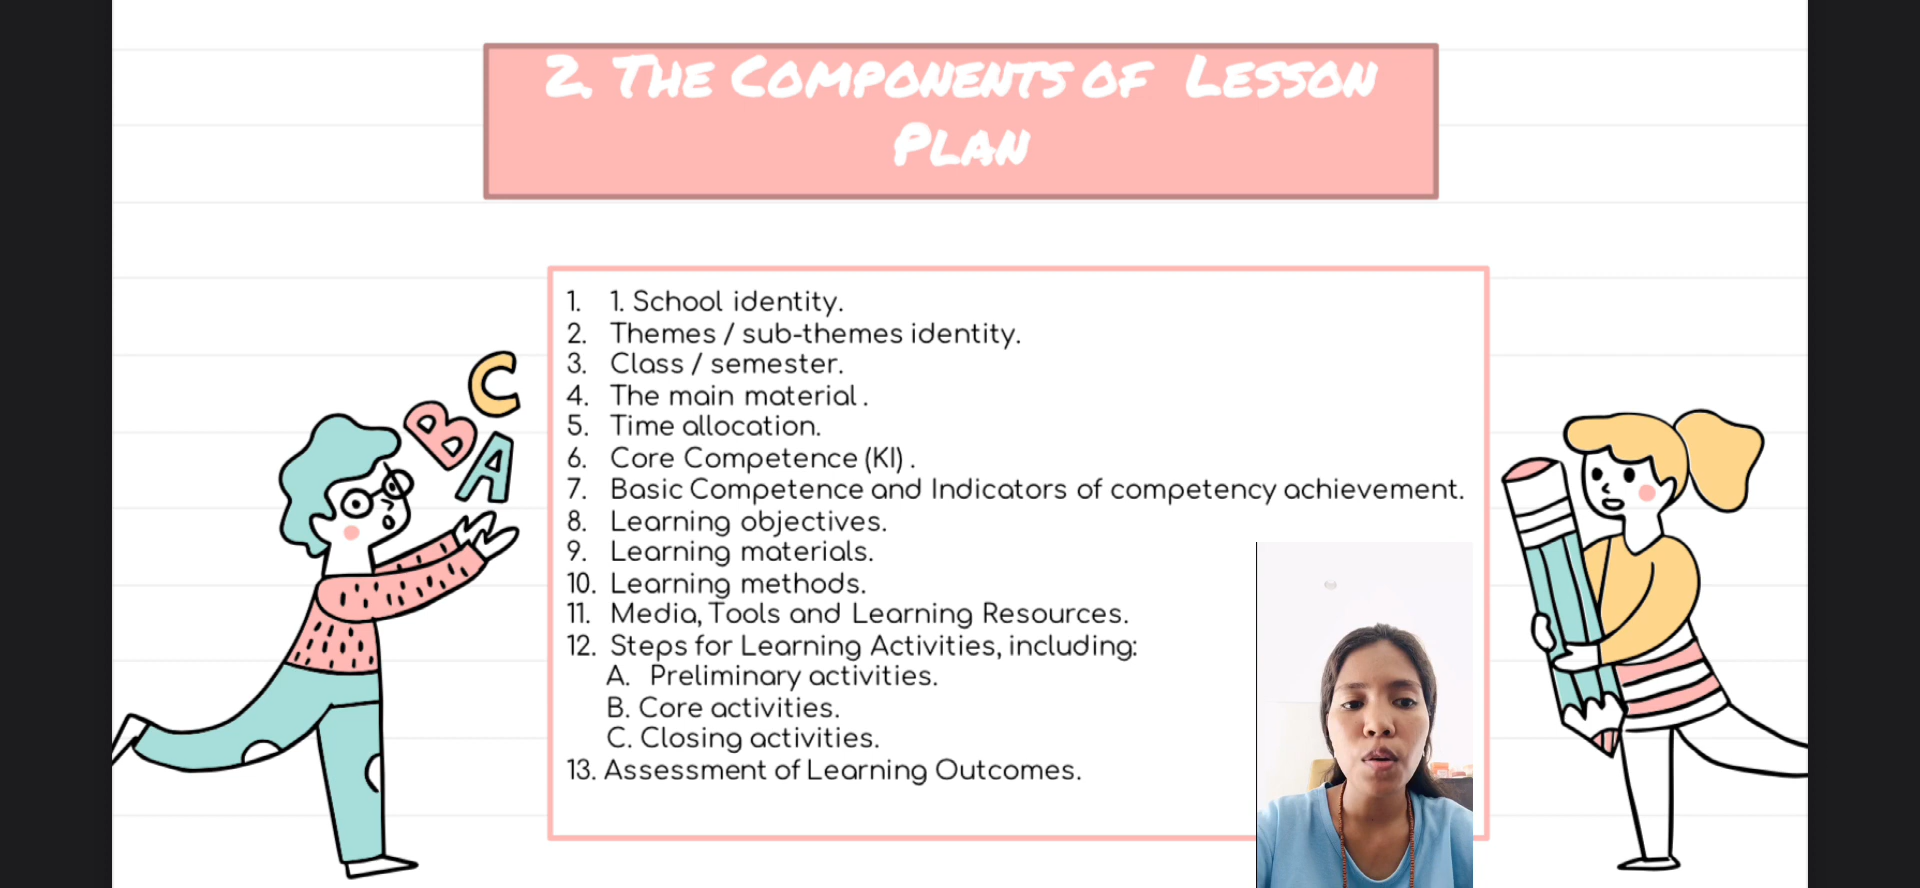 2. The Components of Lesson
Plan
C
B
A
1. 1. School identity.
2. Themes / sub-themes identity.
3. Class / semester.
4. The main material .
5. Time allocation.
6. Core Competence (KI) .
7. Basic Competence and Indicators of competency achievement.
8. Learning objectives.
9. Learning materials.
10. Learning methods.
11. Media, Tools and Learning Resources.
12. Steps for Learning Activities, including:
A. Preliminary activities.
B. Core activities.
C. Closing activities.
13. Assessment of Learning Outcomes.